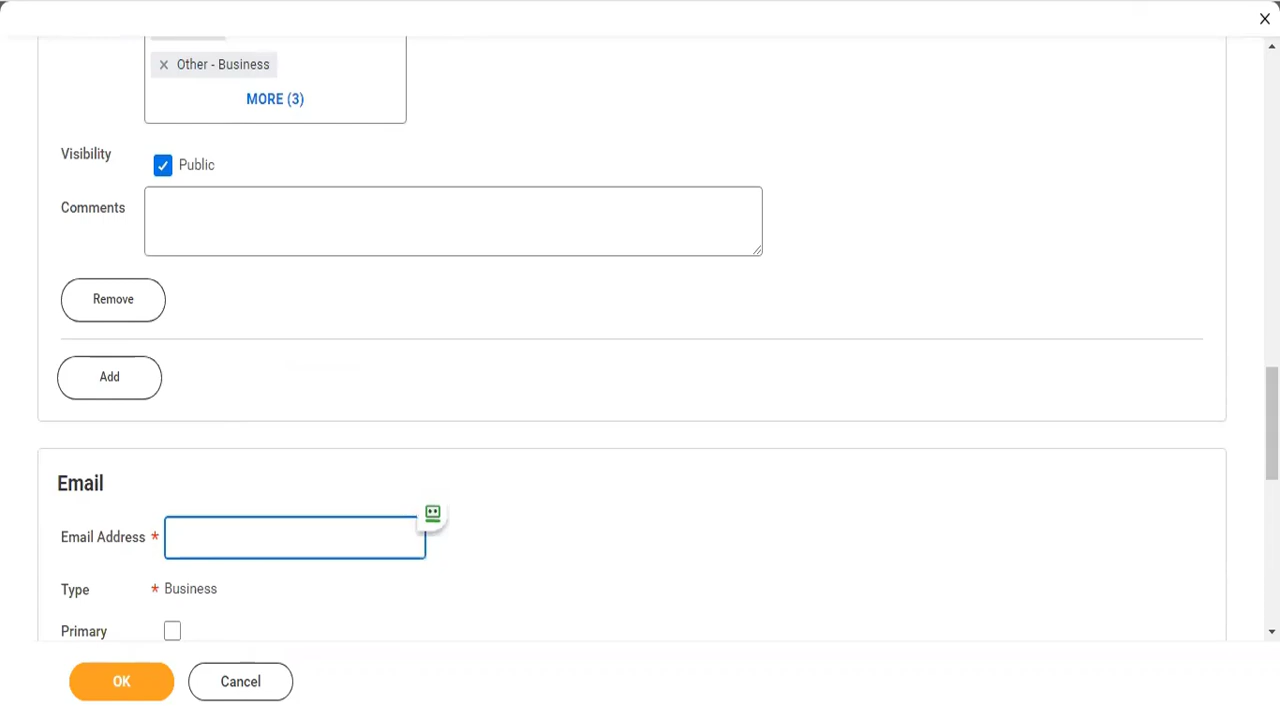 X
× Other - Business
MORE (3)
Visibility
Public
Comments
Remove
Add
Email
Email Address *
Type * Business
Primary
OK
Cancel